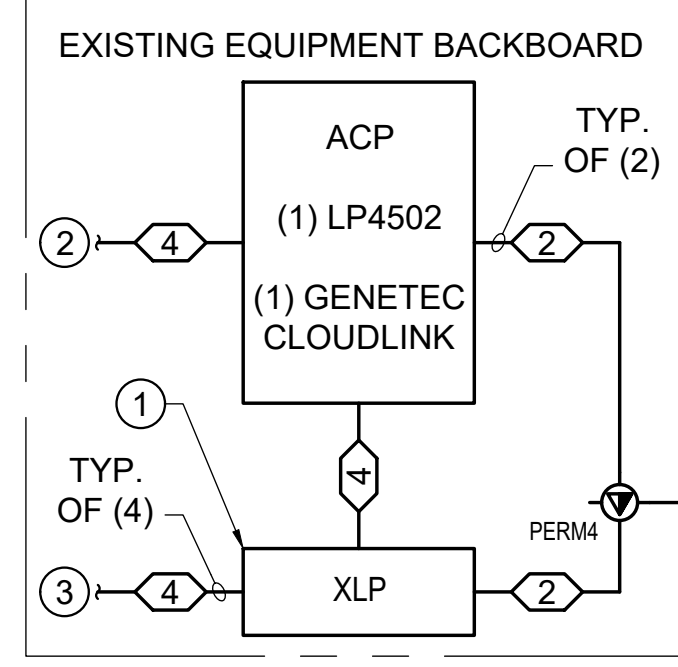 EXISTING EQUIPMENT BACKBOARD
ACP
(1) LP4502
(1) GENETEC
CLOUDLINK
TYP.
OF (2)
2
4
2
1
4
TYP.
OF (4)
PERM4
3
4
XLP
2